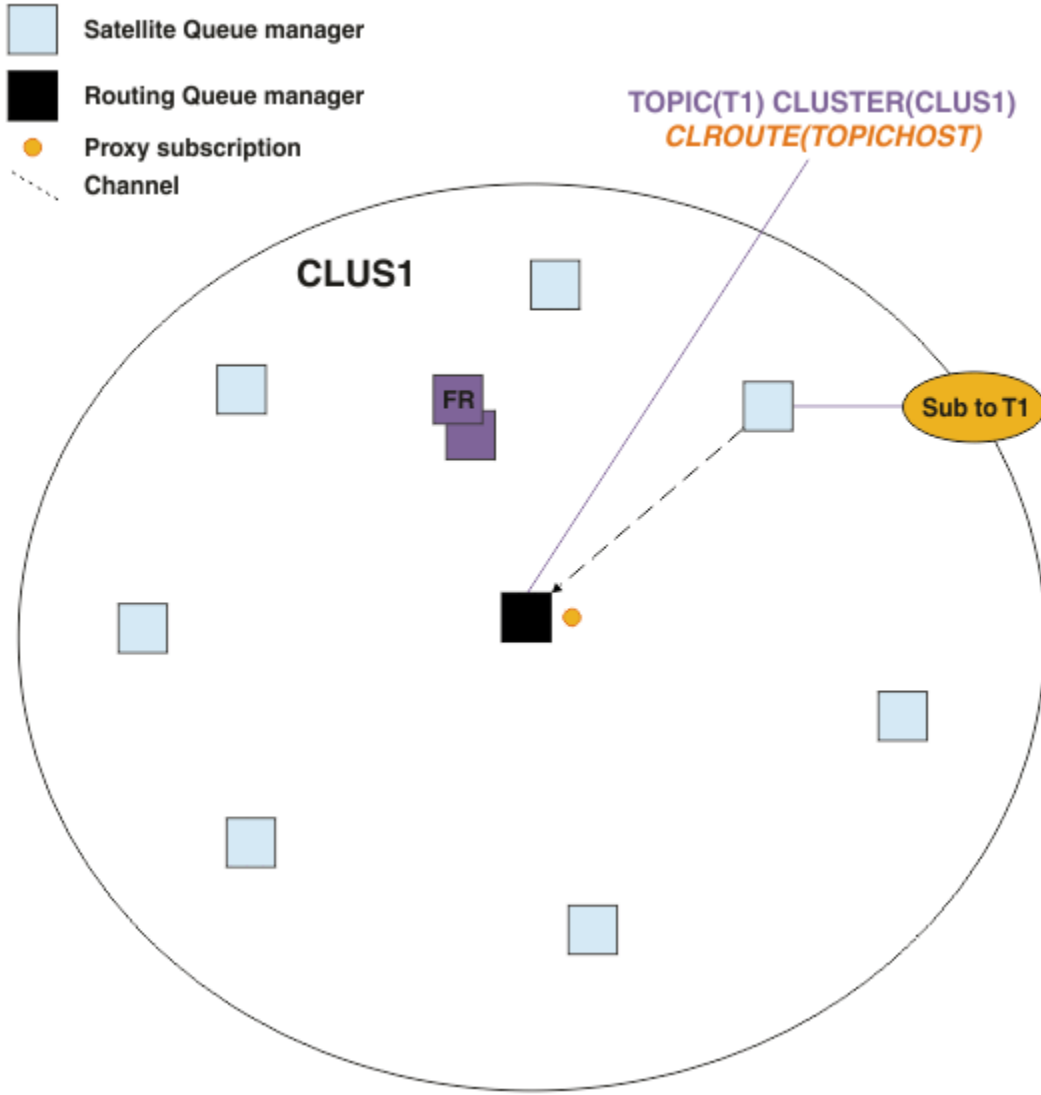 Satellite Queue manager
Routing Queue manager
Proxy subscription
Channel
TOPIC(T1) CLUSTER(CLUS1)
CLROUTE(TOPICHOST)
CLUS1
FR
Sub to T1